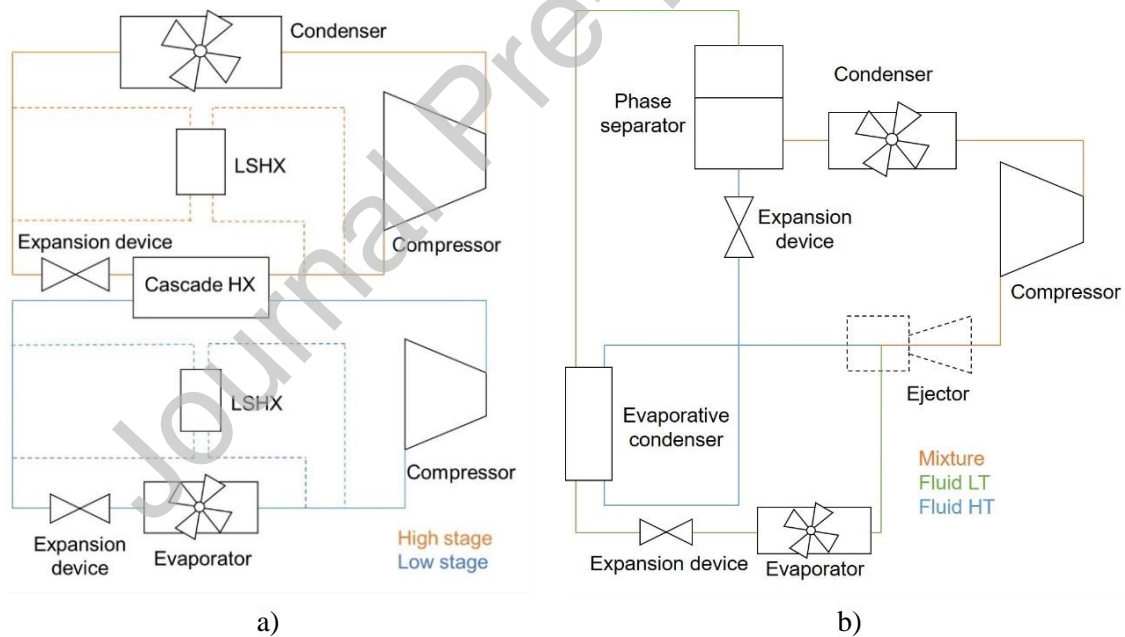 Condenser
LSHX
Expansion device
Compressor
Cascade HX
LSHX
Compressor
Expansion
device
Evaporator
High stage
Low stage
a)
Phase
separator
Condenser
Expansion
device
Compressor
Ejector
Evaporative
condenser
Mixture
Fluid LT
Fluid HT
Expansion device
Evaporator
b)
Journal Pre-